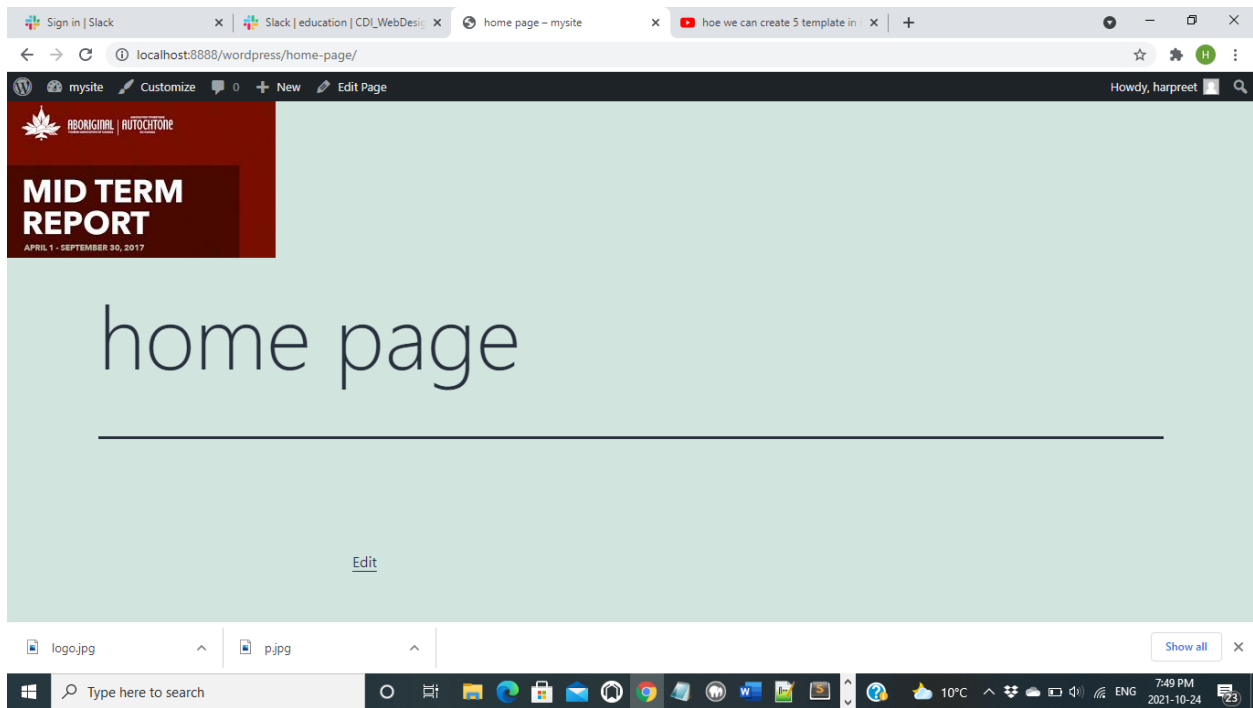 Sign in | Slack
Slack | education | CDI_WebDesig
home page – mysite
hoe we can create 5 template in
localhost:8888/wordpress/home-page/
H
mysite
Customize
0
New
Edit Page
Howdy, harpreet
ABORIGINAL | AUTOCHTONE
MID TERM
REPORT
APRIL 1 - SEPTEMBER 30, 2017
home page
Edit
logo.jpg
p.jpg
Show all
Type here to search
10°C
ENG
7:49 PM
2021-10-24
23